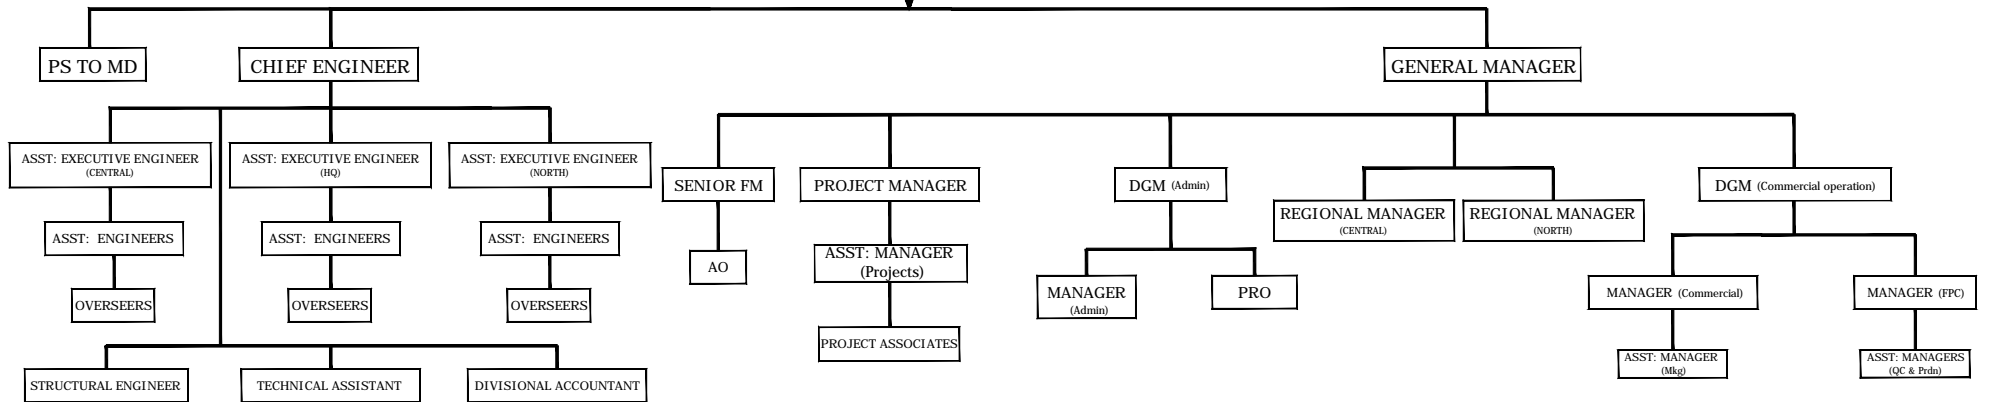 PS TO MD
CHIEF ENGINEER
GENERAL MANAGER
ASST: EXECUTIVE ENGINEER
(CENTRAL)
ASST: EXECUTIVE ENGINEER
(HQ)
ASST: EXECUTIVE ENGINEER
(NORTH)
SENIOR FM
PROJECT MANAGER
DGM (Admin)
DGM (Commercial operation)
REGIONAL MANAGER
(CENTRAL)
REGIONAL MANAGER
(NORTH)
ASST: ENGINEERS
ASST: ENGINEERS
ASST: ENGINEERS
AO
ASST: MANAGER
(Projects)
MANAGER
(Admin)
PRO
MANAGER (Commercial)
MANAGER (FPC)
OVERSEERS
OVERSEERS
OVERSEERS
PROJECT ASSOCIATES
ASST: MANAGER
(Mkg)
ASST: MANAGERS
(QC & Prdn)
STRUCTURAL ENGINEER
TECHNICAL ASSISTANT
DIVISIONAL ACCOUNTANT